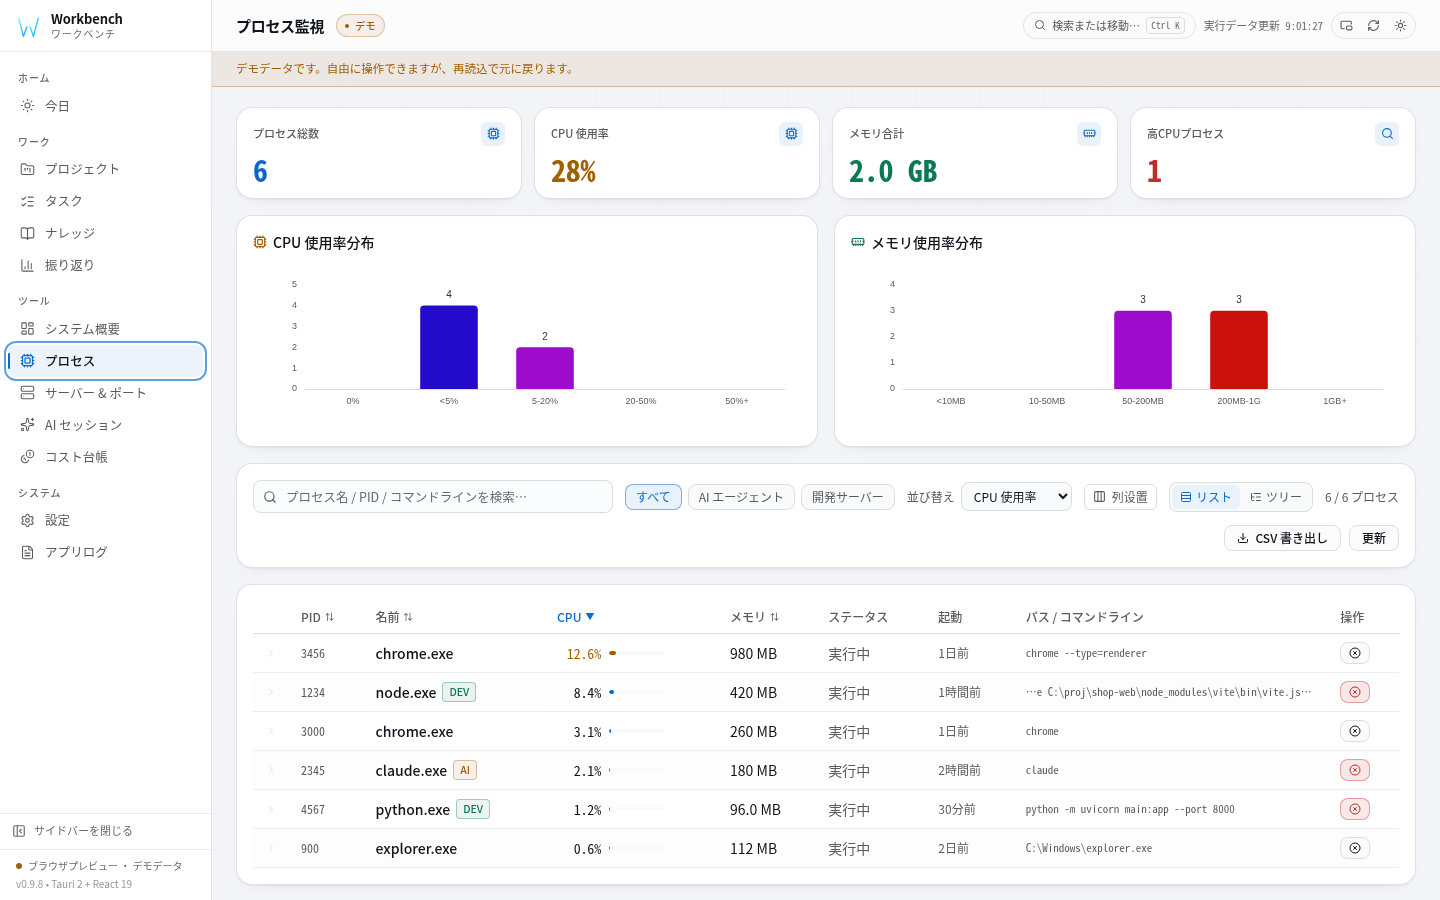 Workbench
ワークベンチ
ホーム
今日
ワーク
プロジェクト
タスク
ナレッジ
振り返り
ツール
システム概要
プロセス
サーバー & ポート
AI セッション
コスト台帳
システム
設定
アプリログ
サイドバーを閉じる
ブラウザプレビュー ・ デモデータ
v0.9.8 • Tauri 2 + React 19
プロセス監視
デモ
検索または移動…
Ctrl K
実行データ更新 9:01:27
デモデータです。自由に操作できますが、再読込で元に戻ります。
プロセス総数
6
CPU 使用率
28%
メモリ合計
2.0 GB
高CPUプロセス
1
CPU 使用率分布
5
4
3
2
1
0
4
2
0%
<5%
5-20%
20-50%
50%+
メモリ使用率分布
4
3
2
1
0
3
3
<10MB
10-50MB
50-200MB
200MB-1G
1GB+
プロセス名 / PID / コマンドラインを検索…
すべて
AI エージェント
開発サーバー
並び替え
CPU 使用率
列設置
リスト
ツリー
6 / 6 プロセス
CSV 書き出し
更新
PID 名前 CPU ▼ メモリ ステータス 起動 パス / コマンドライン 操作
3456 chrome.exe 12.6% 980 MB 実行中 1日前 chrome --type=renderer
1234 node.exe DEV 8.4% 420 MB 実行中 1時間前 …e C:\proj\shop-web\node_modules\vite\bin\vite.js…
3000 chrome.exe 3.1% 260 MB 実行中 1日前 chrome
2345 claude.exe AI 2.1% 180 MB 実行中 2時間前 claude
4567 python.exe DEV 1.2% 96.0 MB 実行中 30分前 python -m uvicorn main:app --port 8000
900 explorer.exe 0.6% 112 MB 実行中 2日前 C:\Windows\explorer.exe